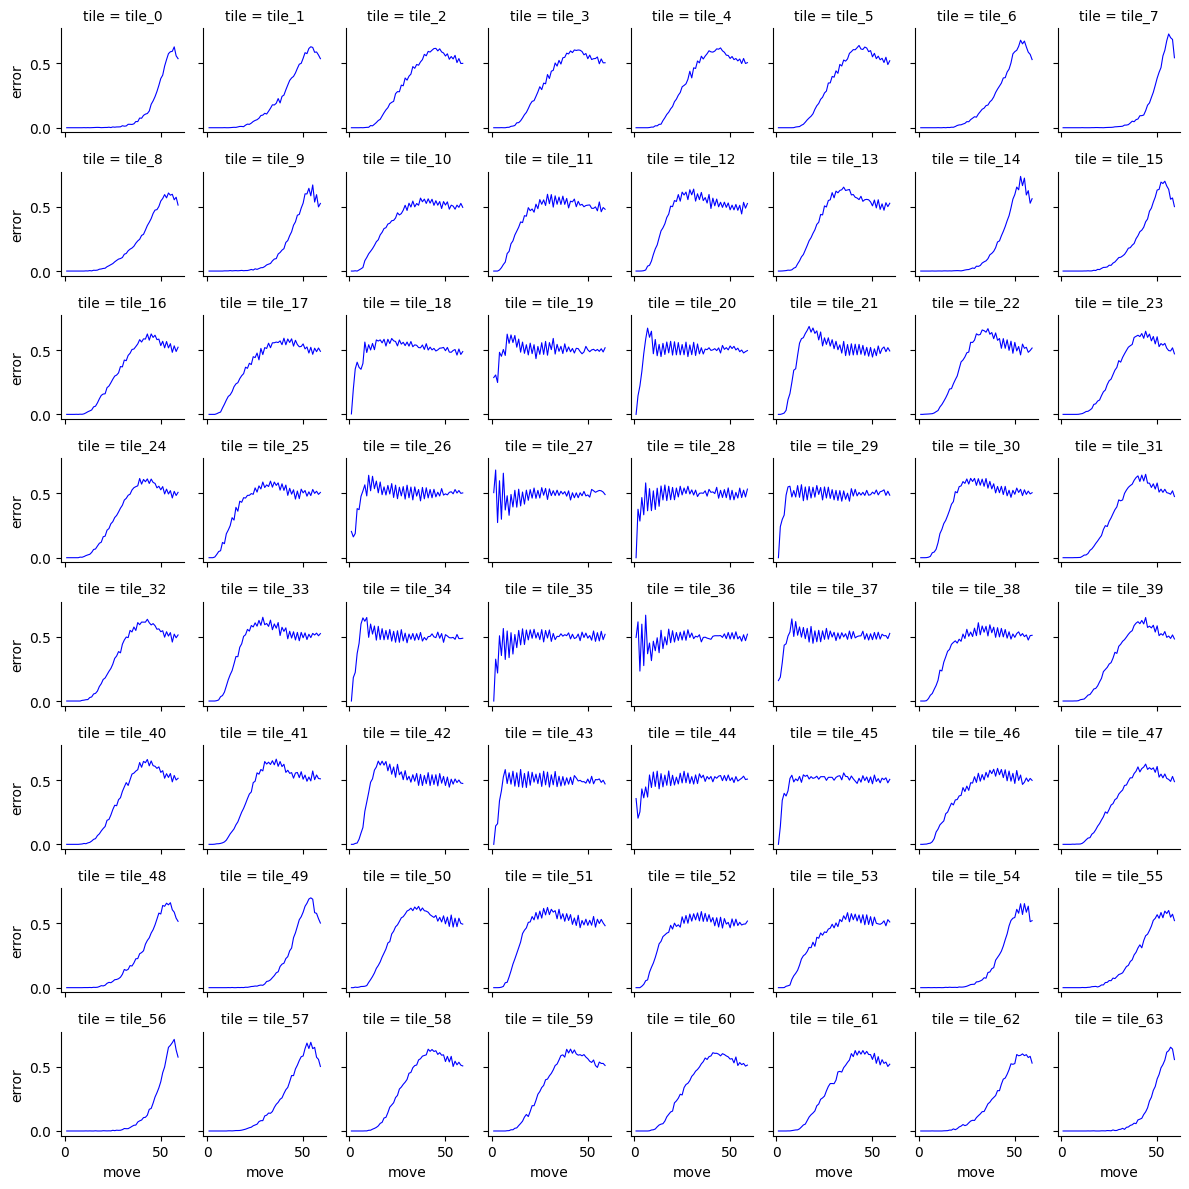 tile = tile_0 tile = tile_1 tile = tile_2 tile = tile_3 tile = tile_4 tile = tile_5 tile = tile_6 tile = tile_7
error
0.5
0.0
tile = tile_8 tile = tile_9 tile = tile_10 tile = tile_11 tile = tile_12 tile = tile_13 tile = tile_14 tile = tile_15
error
0.5
0.0
tile = tile_16 tile = tile_17 tile = tile_18 tile = tile_19 tile = tile_20 tile = tile_21 tile = tile_22 tile = tile_23
error
0.5
0.0
tile = tile_24 tile = tile_25 tile = tile_26 tile = tile_27 tile = tile_28 tile = tile_29 tile = tile_30 tile = tile_31
error
0.5
0.0
tile = tile_32 tile = tile_33 tile = tile_34 tile = tile_35 tile = tile_36 tile = tile_37 tile = tile_38 tile = tile_39
error
0.5
0.0
tile = tile_40 tile = tile_41 tile = tile_42 tile = tile_43 tile = tile_44 tile = tile_45 tile = tile_46 tile = tile_47
error
0.5
0.0
tile = tile_48 tile = tile_49 tile = tile_50 tile = tile_51 tile = tile_52 tile = tile_53 tile = tile_54 tile = tile_55
error
0.5
0.0
tile = tile_56 tile = tile_57 tile = tile_58 tile = tile_59 tile = tile_60 tile = tile_61 tile = tile_62 tile = tile_63
error
0.5
0.0
0 50 0 50 0 50 0 50 0 50 0 50 0 50 0 50
move move move move move move move move